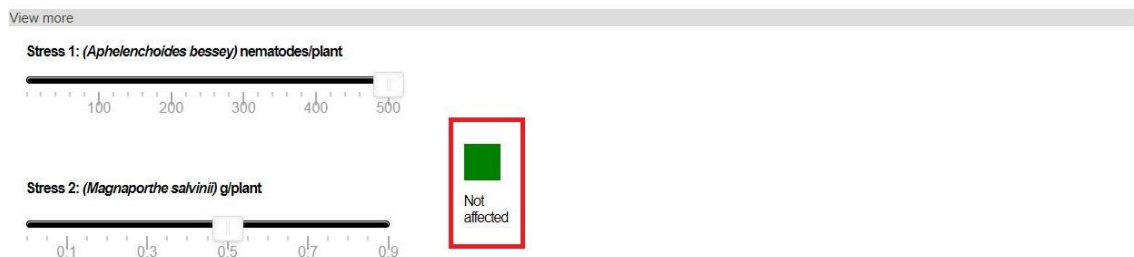 View more
Stress 1: (Aphelenchoides bessey) nematodes/plant
100 200 300 400 500
Stress 2: (Magnaporthe salvinii) g/plant
0.1 0.3 0.5 0.7 0.9
Not
affected